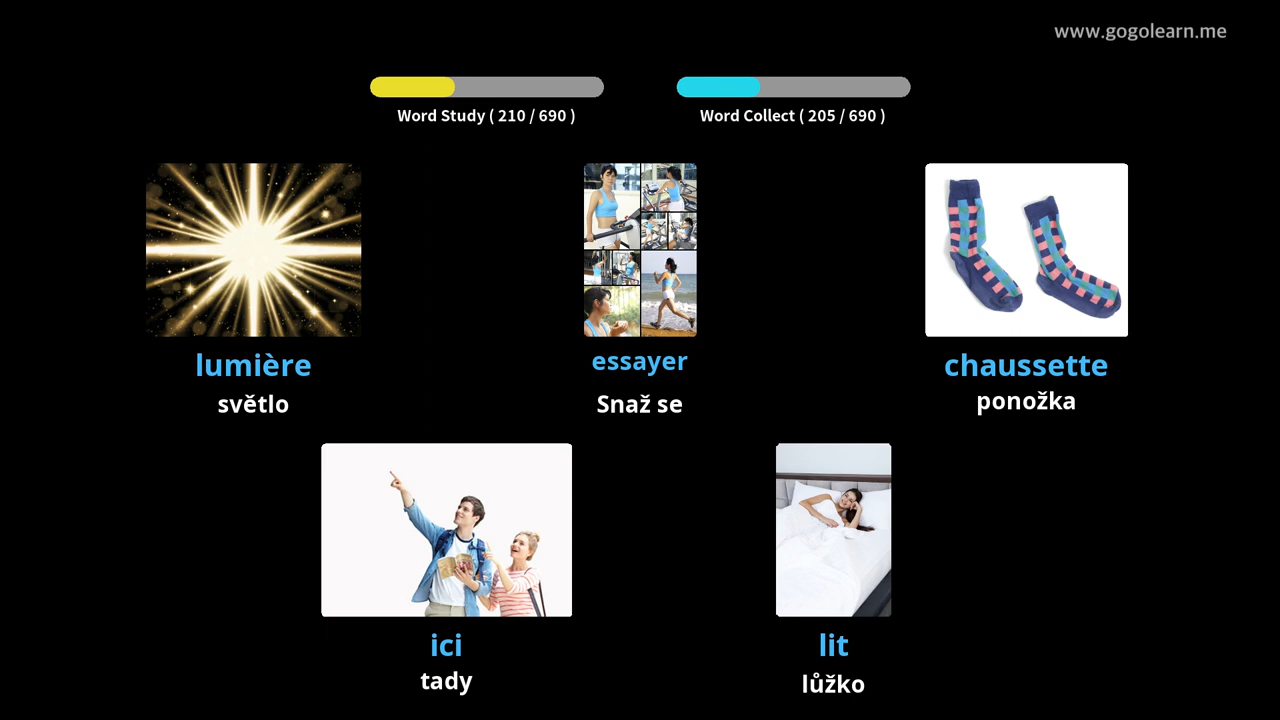 www.gogolearn.me
Word Study ( 210 / 690 )
Word Collect ( 205 / 690 )
lumière
světlo
essayer
Snaž se
chaussette
ponožka
ici
tady
lit
lůžko